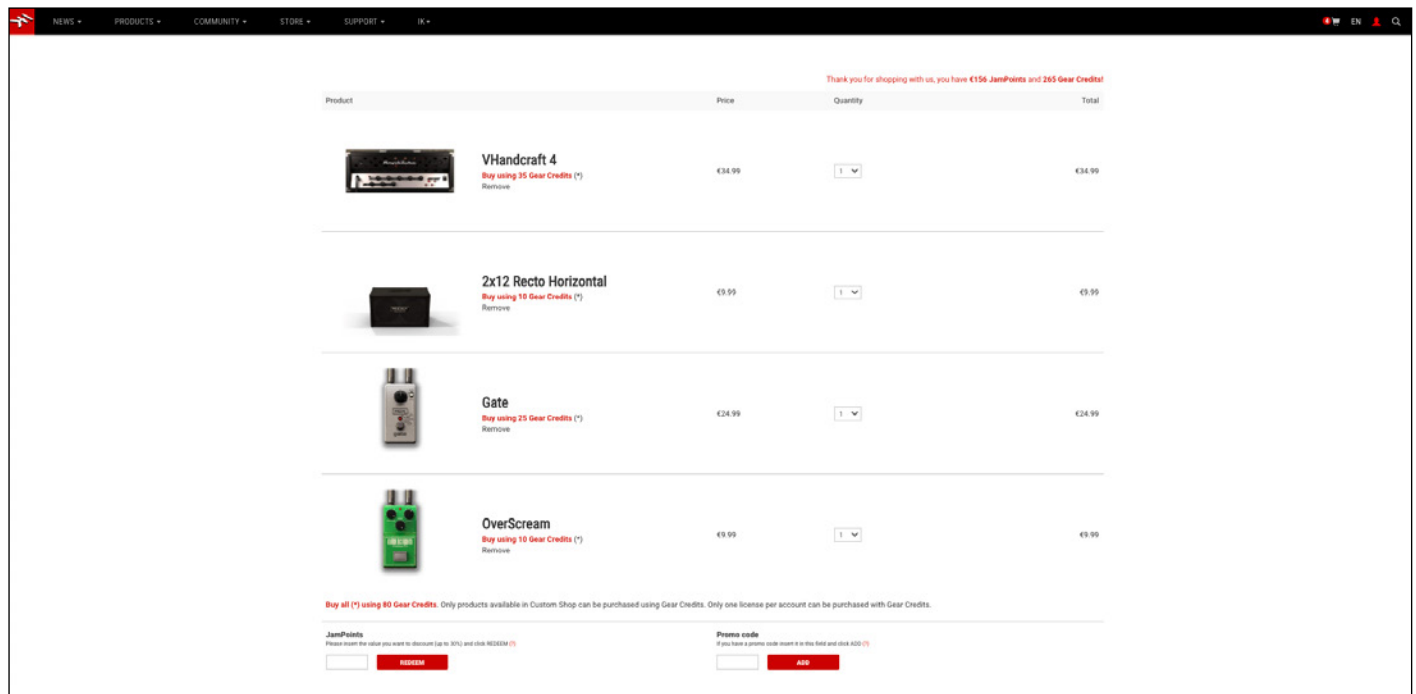 NEWS PRODUCTS COMMUNITY STORE SUPPORT IK 4 EN
Thank you for shopping with us, you have €156 JamPoints and 265 Gear Credits!
Product Price Quantity Total
VHandcraft 4
Buy using 35 Gear Credits (*)
Remove
€34.99 1 €34.99
2x12 Recto Horizontal
Buy using 10 Gear Credits (*)
Remove
€9.99 1 €9.99
Gate
Buy using 25 Gear Credits (*)
Remove
€24.99 1 €24.99
OverScream
Buy using 10 Gear Credits (*)
Remove
€9.99 1 €9.99
Buy all (*) using 80 Gear Credits. Only products available in Custom Shop can be purchased using Gear Credits. Only one license per account can be purchased with Gear Credits.
JamPoints
Please insert the value you want to discount (up to 30%) and click REDEEM (?)
REDEEM
Promo code
If you have a promo code insert it in this field and click ADD (?)
ADD